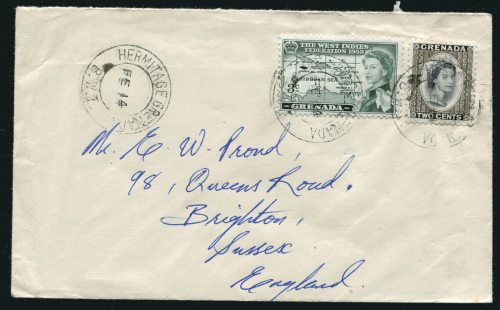 HERMITAGE GRENADA
B.W.I.
FE 14
THE WEST INDIES
FEDERATION 1958
CARIBBEAN SEA
3c
GRENADA
GRENADA
TWO CENTS
Mr. E. W. Proud,
98, Queens Road,
Brighton,
Sussex.
England.